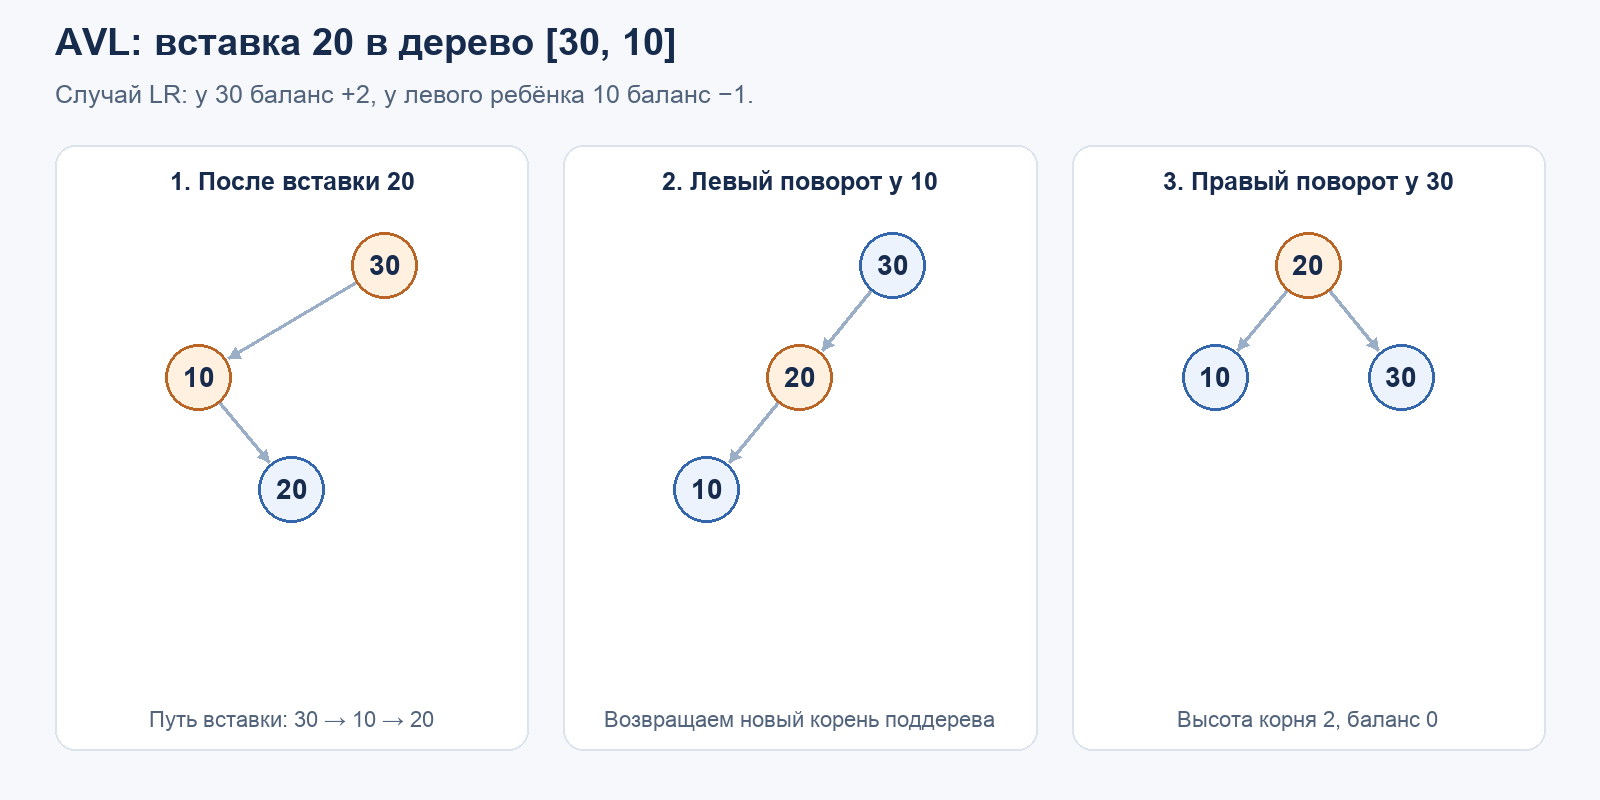 AVL: вставка 20 в дерево [30, 10]
Случай LR: у 30 баланс +2, у левого ребёнка 10 баланс −1.
1. После вставки 20
30
10
20
Путь вставки: 30 → 10 → 20
2. Левый поворот у 10
30
20
10
Возвращаем новый корень поддерева
3. Правый поворот у 30
20
10
30
Высота корня 2, баланс 0